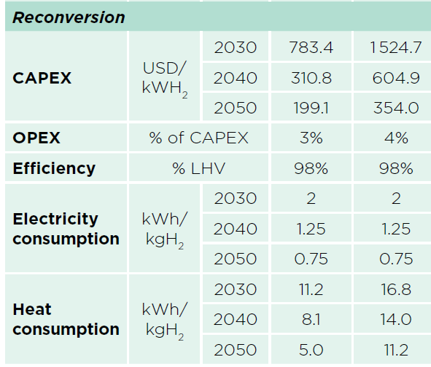 Reconversion
CAPEX USD/kWH₂ 2030 783.4 1 524.7
2040 310.8 604.9
2050 199.1 354.0
OPEX % of CAPEX 3% 4%
Efficiency % LHV 98% 98%
Electricity consumption kWh/kgH₂ 2030 2 2
2040 1.25 1.25
2050 0.75 0.75
Heat consumption kWh/kgH₂ 2030 11.2 16.8
2040 8.1 14.0
2050 5.0 11.2